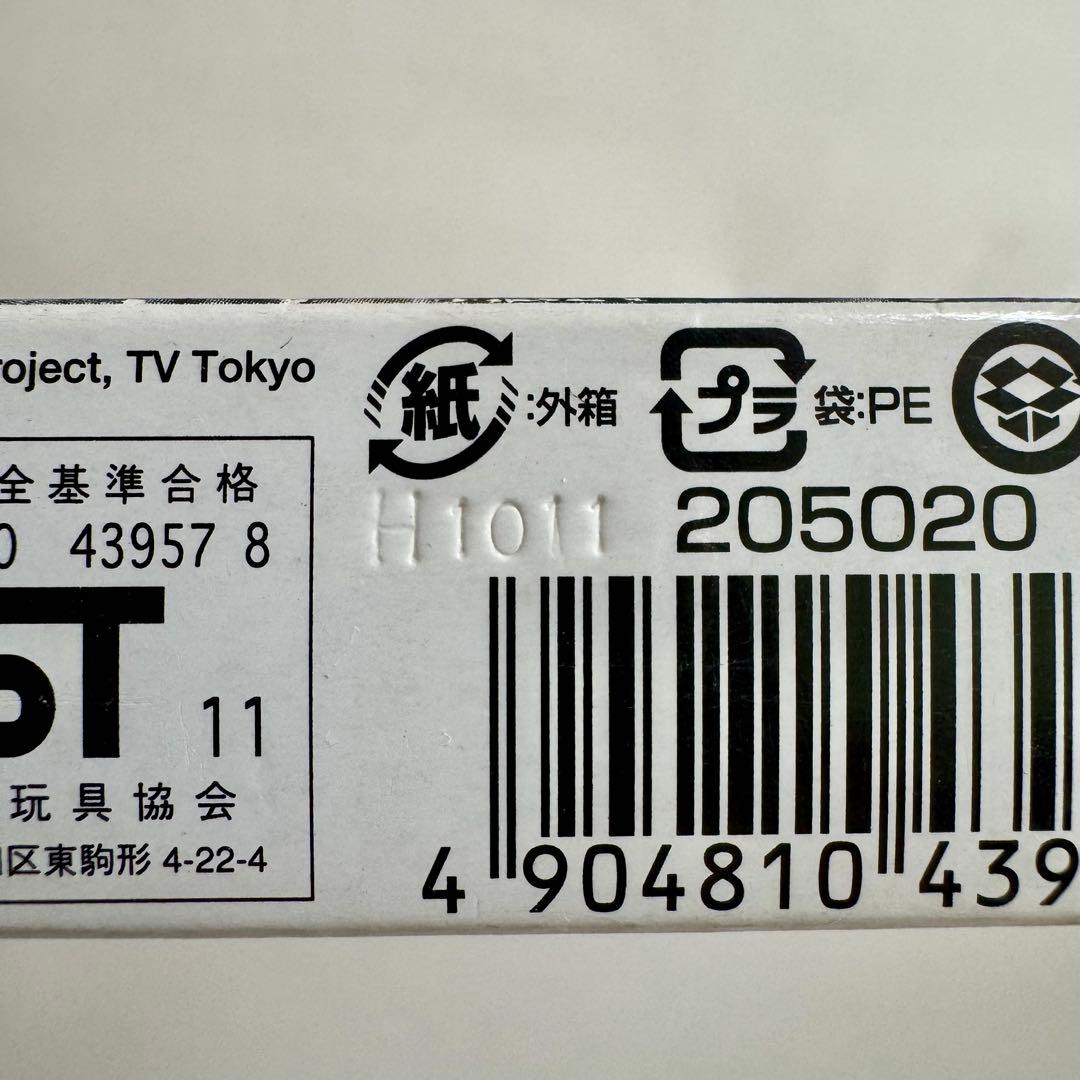 roject, TV Tokyo
紙 :外箱
プラ 袋:PE
全基準合格
0 43957 8
H1011
205020
ST 11
玩具協会
区東駒形 4-22-4
4 904810 439